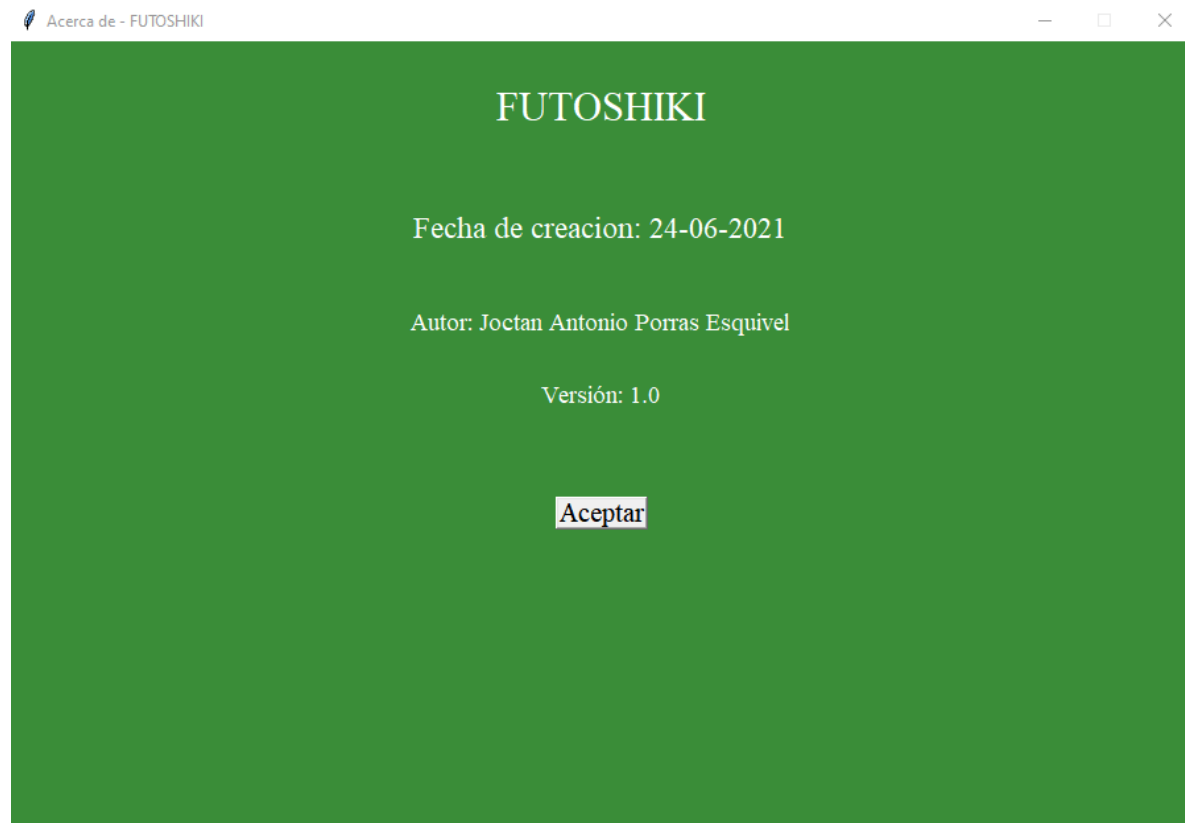 Acerca de - FUTOSHIKI
FUTOSHIKI
Fecha de creacion: 24-06-2021
Autor: Joctan Antonio Porras Esquivel
Versión: 1.0
Aceptar